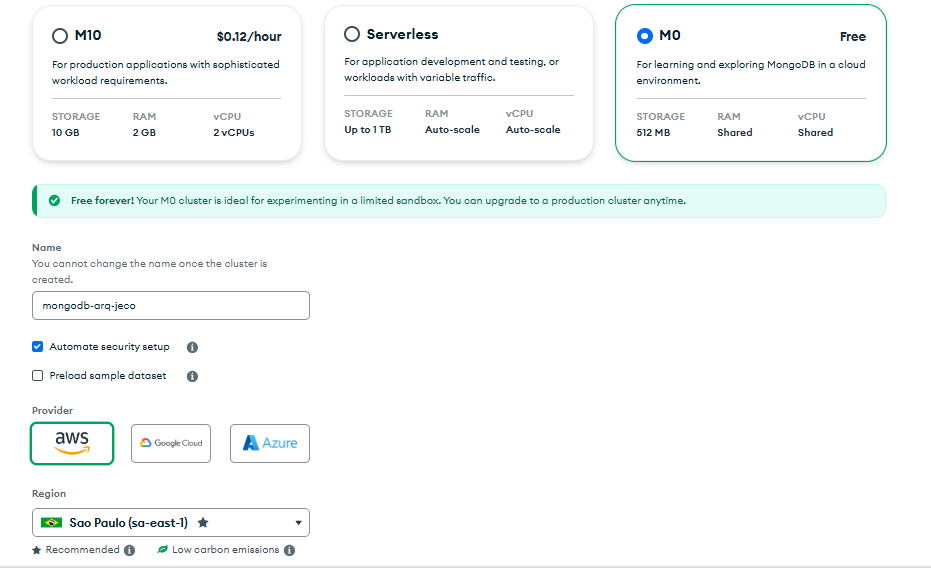 M10 $0.12/hour
For production applications with sophisticated
workload requirements.
STORAGE RAM vCPU
10 GB 2 GB 2 vCPUs
Serverless
For application development and testing, or
workloads with variable traffic.
STORAGE RAM vCPU
Up to 1 TB Auto-scale Auto-scale
M0 Free
For learning and exploring MongoDB in a cloud
environment.
STORAGE RAM vCPU
512 MB Shared Shared
Free forever! Your M0 cluster is ideal for experimenting in a limited sandbox. You can upgrade to a production cluster anytime.
Name
You cannot change the name once the cluster is
created.
mongodb-arq-jeco
Automate security setup
Preload sample dataset
Provider
aws Google Cloud Azure
Region
Sao Paulo (sa-east-1)
Recommended Low carbon emissions